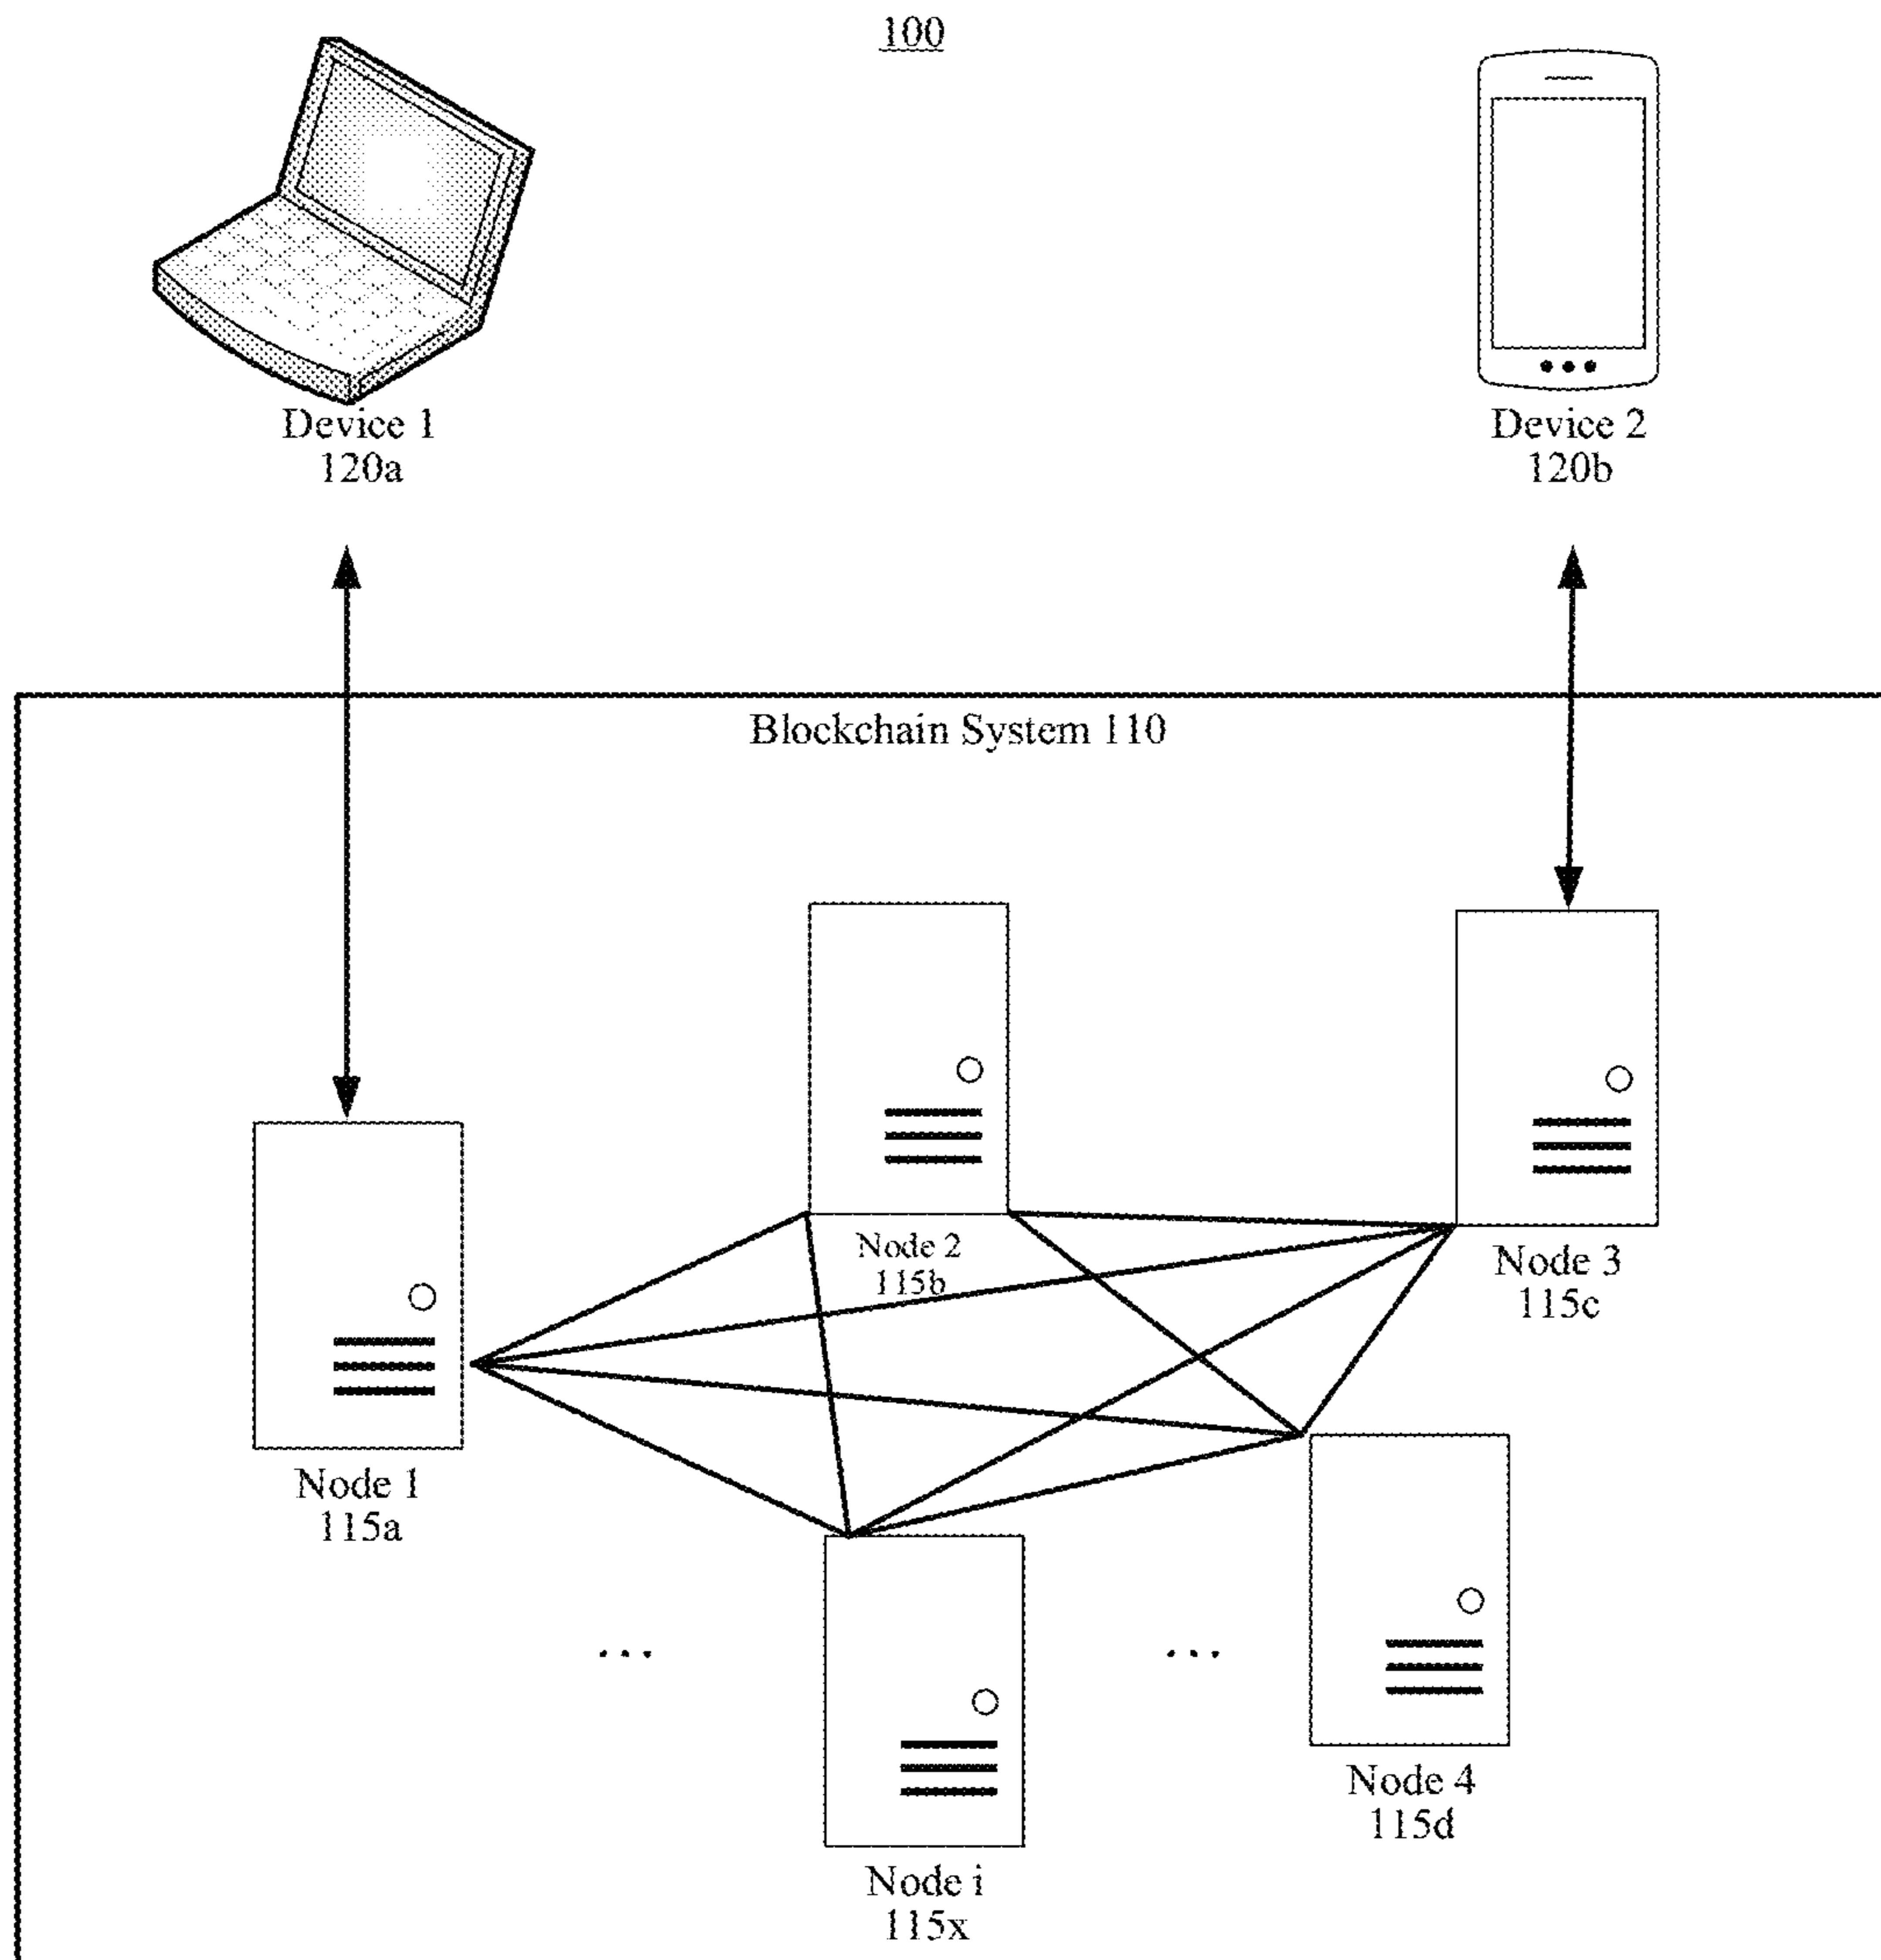 100
Device 1
120a
Device 2
120b
Blockchain System 110
Node 2
115b
Node 3
115c
Node 1
115a
...
...
Node 4
115d
Node i
115x